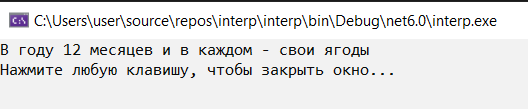 C:\Users\user\source\repos\interp\interp\bin\Debug\net6.0\interp.exe
В году 12 месяцев и в каждом - свои ягоды
Нажмите любую клавишу, чтобы закрыть окно...